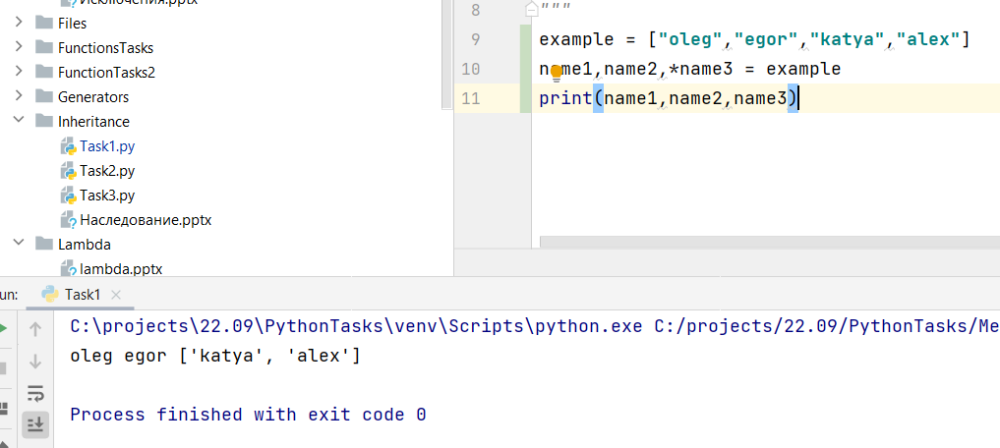 Исключения.pptx
Files
FunctionsTasks
FunctionTasks2
Generators
Inheritance
Task1.py
Task2.py
Task3.py
Наследование.pptx
Lambda
lambda.pptx
8 """
9 example = ["oleg","egor","katya","alex"]
10 name1,name2,*name3 = example
11 print(name1,name2,name3)
un: Task1
C:\projects\22.09\PythonTasks\venv\Scripts\python.exe C:/projects/22.09/PythonTasks/Me
oleg egor ['katya', 'alex']
Process finished with exit code 0